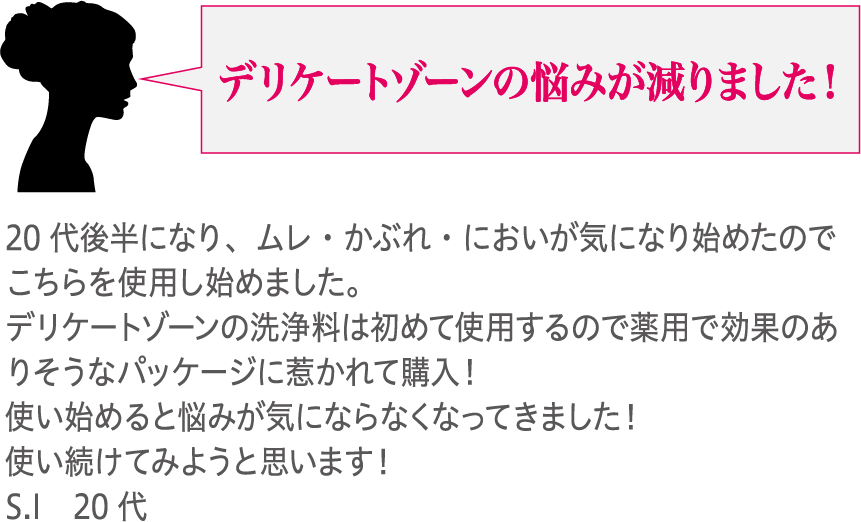 デリケートゾーンの悩みが減りました！
20 代後半になり、ムレ・かぶれ・においが気になり始めたので
こちらを使用し始めました。
デリケートゾーンの洗浄料は初めて使用するので薬用で効果のあ
りそうなパッケージに惹かれて購入！
使い始めると悩みが気にならなくなってきました！
使い続けてみようと思います！
S.I　20 代